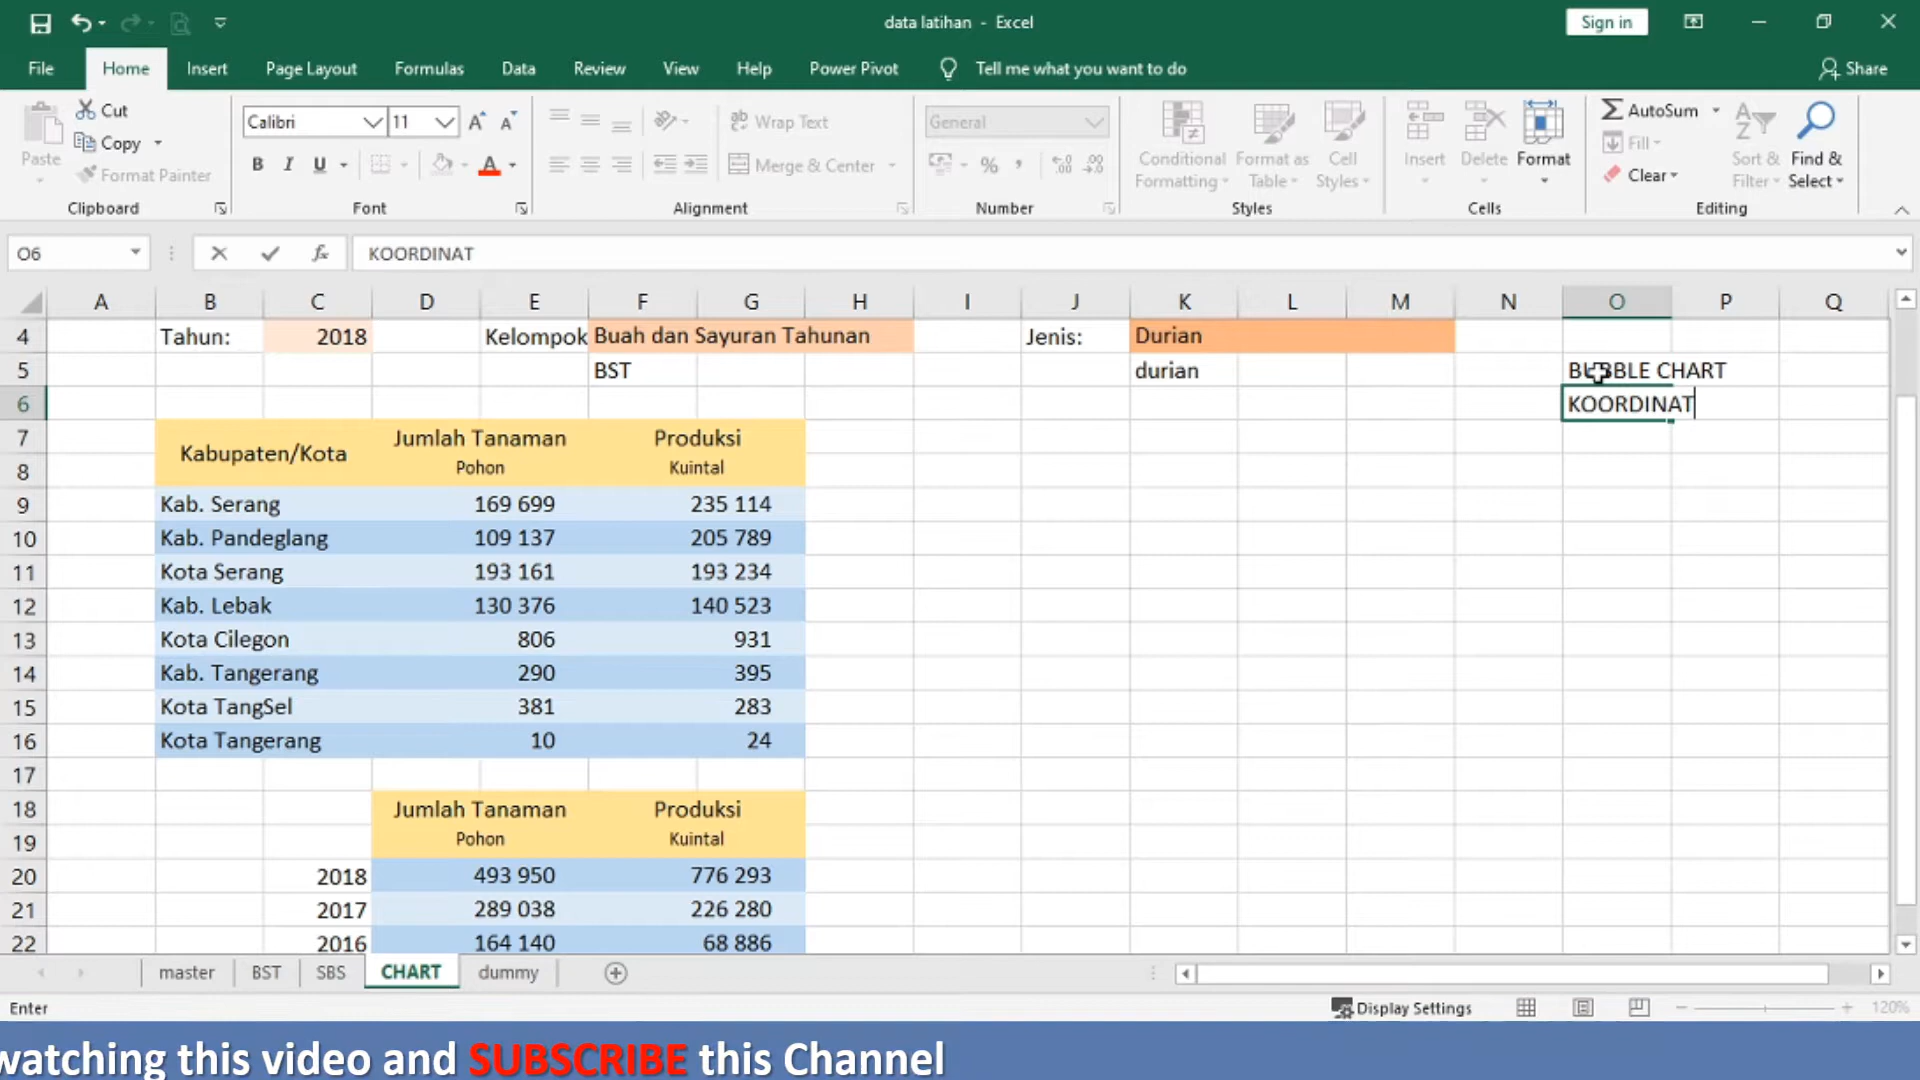 data latihan - Excel
Sign in
File Home Insert Page Layout Formulas Data Review View Help Power Pivot Tell me what you want to do Share
Paste
Cut
Copy
Format Painter
Clipboard
Calibri 11
B I U A
Font
Wrap Text
Merge & Center
Alignment
General
%
Number
Conditional Formatting
Format as Table
Cell Styles
Styles
Insert Delete Format
Cells
AutoSum
Fill
Clear
Sort & Filter
Find & Select
Editing
O6 fx KOORDINAT
A B C D E F G H I J K L M N O P Q
4 Tahun: 2018 Kelompok Buah dan Sayuran Tahunan Jenis: Durian
5 BST durian BUBBLE CHART
6 KOORDINAT
7 Kabupaten/Kota Jumlah Tanaman Produksi
8 Pohon Kuintal
9 Kab. Serang 169 699 235 114
10 Kab. Pandeglang 109 137 205 789
11 Kota Serang 193 161 193 234
12 Kab. Lebak 130 376 140 523
13 Kota Cilegon 806 931
14 Kab. Tangerang 290 395
15 Kota TangSel 381 283
16 Kota Tangerang 10 24
17
18 Jumlah Tanaman Produksi
19 Pohon Kuintal
20 2018 493 950 776 293
21 2017 289 038 226 280
22 2016 164 140 68 886
master BST SBS CHART dummy
Enter Display Settings 120%
watching this video and SUBSCRIBE this Channel